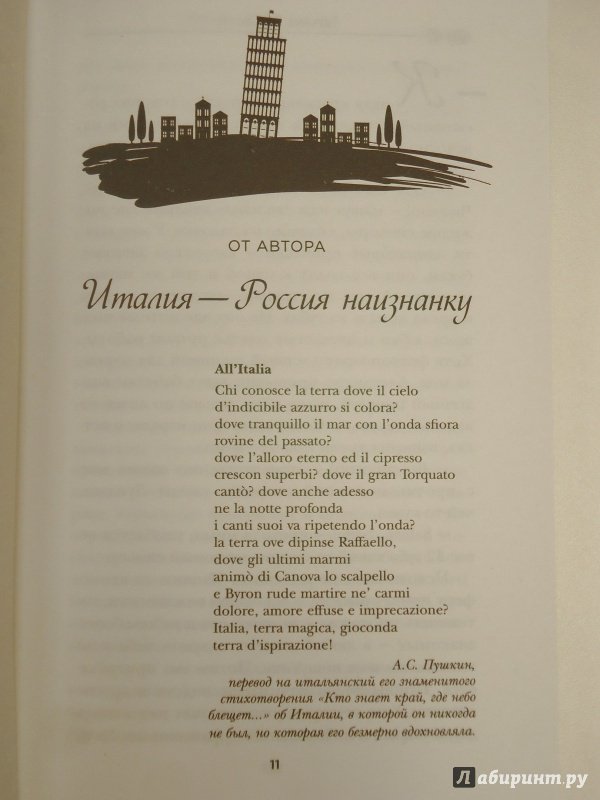 ОТ АВТОРА
Италия — Россия наизнанку
All'Italia
Chi conosce la terra dove il cielo
d'indicibile azzurro si colora?
dove tranquillo il mar con l'onda sfiora
rovine del passato?
dove l'alloro eterno ed il cipresso
crescon superbi? dove il gran Torquato
cantò? dove anche adesso
ne la notte profonda
i canti suoi va ripetendo l'onda?
la terra ove dipinse Raffaello,
dove gli ultimi marmi
animò di Canova lo scalpello
e Byron rude martire ne' carmi
dolore, amore effuse e imprecazione?
Italia, terra magica, gioconda
terra d'ispirazione!
А.С. Пушкин,
перевод на итальянский его знаменитого
стихотворения «Кто знает край, где небо
блещет...» об Италии, в которой он никогда
не был, но которая его безмерно вдохновляла.
11
Лабиринт.ру